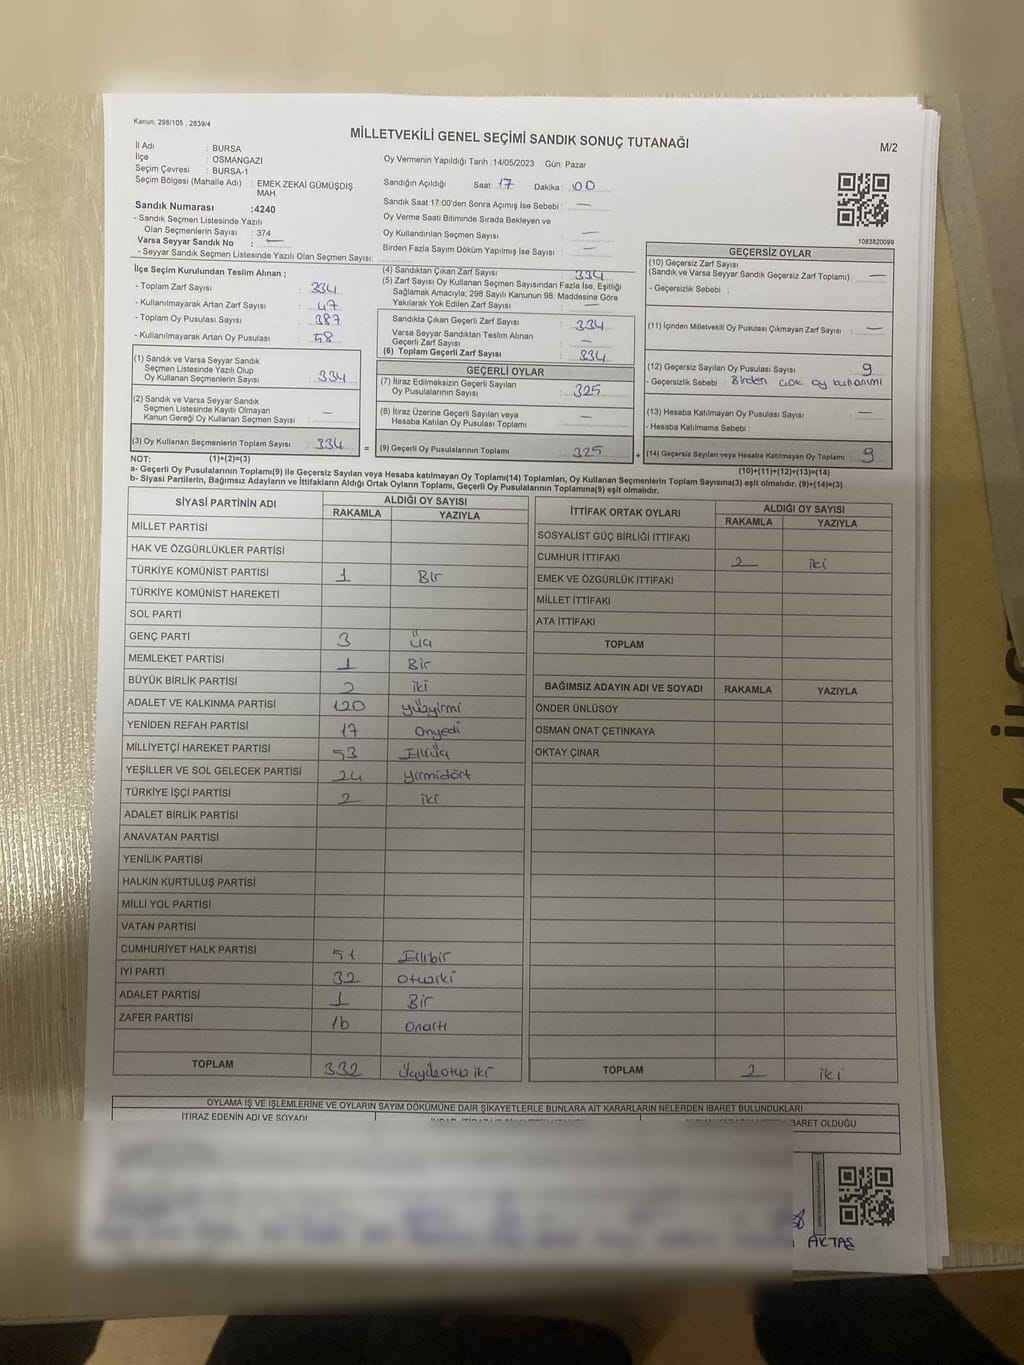 Kanun: 298/105 , 2839/4
MİLLETVEKİLİ GENEL SEÇİMİ SANDIK SONUÇ TUTANAĞI
M/2
İl Adı : BURSA
İlçe : OSMANGAZİ
Seçim Çevresi : BURSA-1
Seçim Bölgesi (Mahalle Adı) : EMEK ZEKAİ GÜMÜŞDİŞ MAH.
Sandık Numarası :4240
- Sandık Seçmen Listesinde Yazılı
Olan Seçmenlerin Sayısı : 374
Varsa Seyyar Sandık No : —
- Seyyar Sandık Seçmen Listesinde Yazılı Olan Seçmen Sayısı:
Oy Vermenin Yapıldığı Tarih :14/05/2023 Gün: Pazar
Sandığın Açıldığı Saat: 17 Dakika : 00
Sandık Saat 17:00'den Sonra Açımış İse Sebebi : —
Oy Verme Saati Bitiminde Sırada Bekleyen ve
Oy Kullandırılan Seçmen Sayısı : —
Birden Fazla Sayım Döküm Yapılmış İse Sayısı : —
1083820099
İlçe Seçim Kurulundan Teslim Alınan ;
- Toplam Zarf Sayısı :
- Kullanılmayarak Artan Zarf Sayısı : 47
- Toplam Oy Pusulası Sayısı : 387
- Kullanılmayarak Artan Oy Pusulası : 58
(1) Sandık ve Varsa Seyyar Sandık
Seçmen Listesinde Yazılı Olup
Oy Kullanan Seçmenlerin Sayısı : 334
(2) Sandık ve Varsa Seyyar Sandık
Seçmen Listesinde Kayıtlı Olmayan
Kanun Gereği Oy Kullanan Seçmen Sayısı : —
(3) Oy Kullanan Seçmenlerin Toplam Sayısı : 334
(1)+(2)=(3)
(4) Sandıktan Çıkan Zarf Sayısı : 334
(5) Zarf Sayısı Oy Kullanan Seçmen Sayısından Fazla İse, Eşitliği
Sağlamak Amacıyla, 298 Sayılı Kanunun 98. Maddesine Göre
Yakılarak Yok Edilen Zarf Sayısı : —
Sandıkta Çıkan Geçerli Zarf Sayısı : 334
Varsa Seyyar Sandıktan Teslim Alınan
Geçerli Zarf Sayısı : —
(6) Toplam Geçerli Zarf Sayısı : 334
GEÇERLİ OYLAR
(7) İtiraz Edilmeksizin Geçerli Sayılan
Oy Pusulalarının Sayısı : 325
(8) İtiraz Üzerine Geçerli Sayılan veya
Hesaba Katılan Oy Pusulası Toplamı : —
= (9) Geçerli Oy Pusulalarının Toplamı : 325
GEÇERSİZ OYLAR
(10) Geçersiz Zarf Sayısı
(Sandık ve Varsa Seyyar Sandık Geçersiz Zarf Toplamı) : —
- Geçersizlik Sebebi :
(11) İçinden Milletvekili Oy Pusulası Çıkmayan Zarf Sayısı : —
(12) Geçersiz Sayılan Oy Pusulası Sayısı : 9
- Geçersizlik Sebebi : Birden çok oy kullanımı
(13) Hesaba Katılmayan Oy Pusulası Sayısı : —
- Hesaba Katılmama Sebebi :
+ (14) Geçersiz Sayılan veya Hesaba Katılmayan Oy Toplamı : 9
(10)+(11)+(12)+(13)=(14)
NOT:
a- Geçerli Oy Pusulalarının Toplamı(9) ile Geçersiz Sayılan veya Hesaba katılmayan Oy Toplamı(14) Toplamları, Oy Kullanan Seçmenlerin Toplam Sayısına(3) eşit olmalıdır. (9)+(14)=(3)
b- Siyasi Partilerin, Bağımsız Adayların ve İttifakların Aldığı Ortak Oyların Toplamı, Geçerli Oy Pusulalarının Toplamına(9) eşit olmalıdır.
SİYASİ PARTİNİN ADI ALDIĞI OY SAYISI
RAKAMLA YAZIYLA
MİLLET PARTİSİ
HAK VE ÖZGÜRLÜKLER PARTİSİ
TÜRKİYE KOMÜNİST PARTİSİ 1 Bir
TÜRKİYE KOMÜNİST HAREKETİ
SOL PARTİ
GENÇ PARTİ 3 Üç
MEMLEKET PARTİSİ 1 Bir
BÜYÜK BİRLİK PARTİSİ 2 iki
ADALET VE KALKINMA PARTİSİ 120 yüzyirmi
YENİDEN REFAH PARTİSİ 17 Onyedi
MİLLİYETÇİ HAREKET PARTİSİ 53 Elliüç
YEŞİLLER VE SOL GELECEK PARTİSİ 24 yirmidört
TÜRKİYE İŞÇİ PARTİSİ 2 iki
ADALET BİRLİK PARTİSİ
ANAVATAN PARTİSİ
YENİLİK PARTİSİ
HALKIN KURTULUŞ PARTİSİ
MİLLİ YOL PARTİSİ
VATAN PARTİSİ
CUMHURİYET HALK PARTİSİ 51 Ellibir
İYİ PARTİ 32 otuziki
ADALET PARTİSİ 1 Bir
ZAFER PARTİSİ 16 Onaltı
TOPLAM 332 Üçyüzotuz iki
İTTİFAK ORTAK OYLARI ALDIĞI OY SAYISI
RAKAMLA YAZIYLA
SOSYALİST GÜÇ BİRLİĞİ İTTİFAKI
CUMHUR İTTİFAKI 2 iki
EMEK VE ÖZGÜRLÜK İTTİFAKI
MİLLET İTTİFAKI
ATA İTTİFAKI
TOPLAM
BAĞIMSIZ ADAYIN ADI VE SOYADI RAKAMLA YAZIYLA
ÖNDER ÜNLÜSOY
OSMAN ONAT ÇETİNKAYA
OKTAY ÇINAR
TOPLAM 2 iki
OYLAMA İŞ VE İŞLEMLERİNE VE OYLARIN SAYIM DÖKÜMÜNE DAİR ŞİKAYETLERLE BUNLARA AİT KARARLARIN NELERDEN İBARET BULUNDUKLARI
İTİRAZ EDENİN ADI VE SOYADI
İBARET OLDUĞU
AKTAŞ